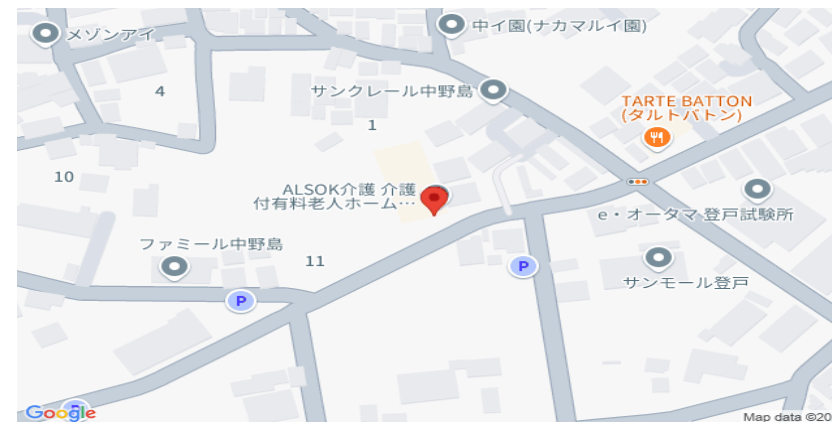 メゾンアイ
中イ園(ナカマルイ園)
4
サンクレール中野島
TARTE BATTON
(タルトバトン)
1
10
ALSOK介護 介護
付有料老人ホーム…
e・オータマ 登戸試験所
ファミール中野島
11
P
サンモール登戸
P
Google
Map data ©20